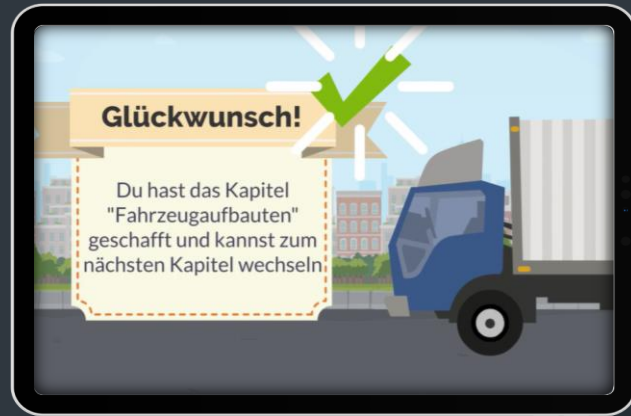 Glückwunsch!
Du hast das Kapitel
"Fahrzeugaufbauten"
geschafft und kannst zum
nächsten Kapitel wechseln